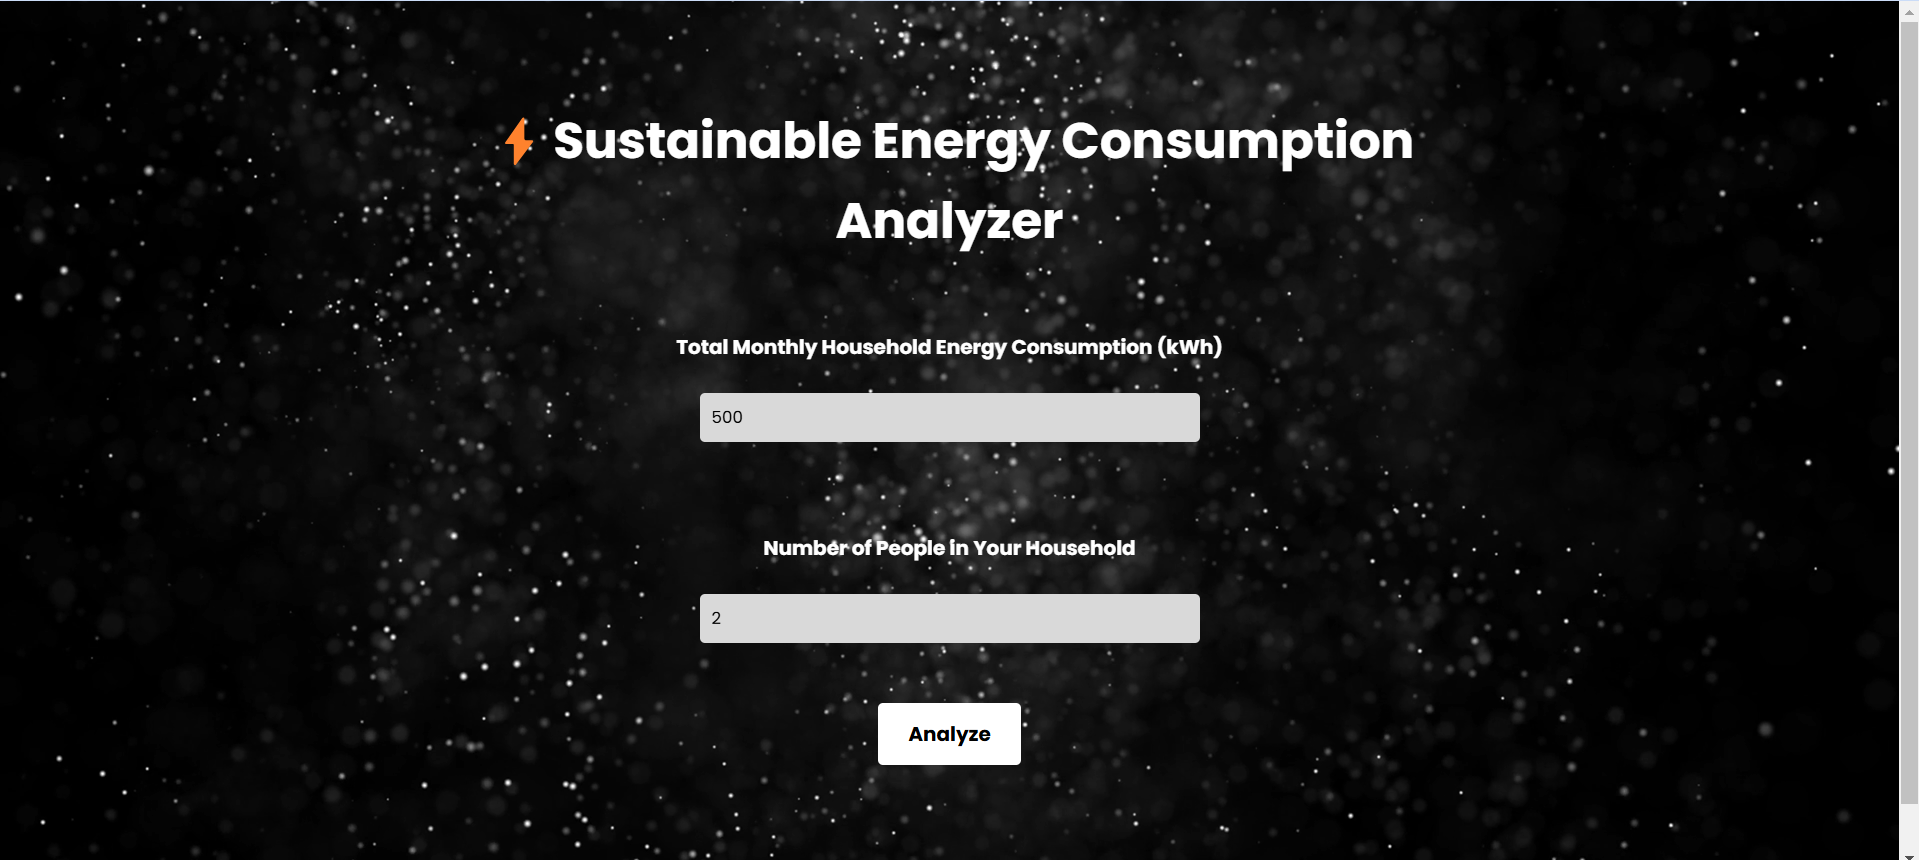 Sustainable Energy Consumption
Analyzer
Total Monthly Household Energy Consumption (kWh)
500
Number of People in Your Household
2
Analyze